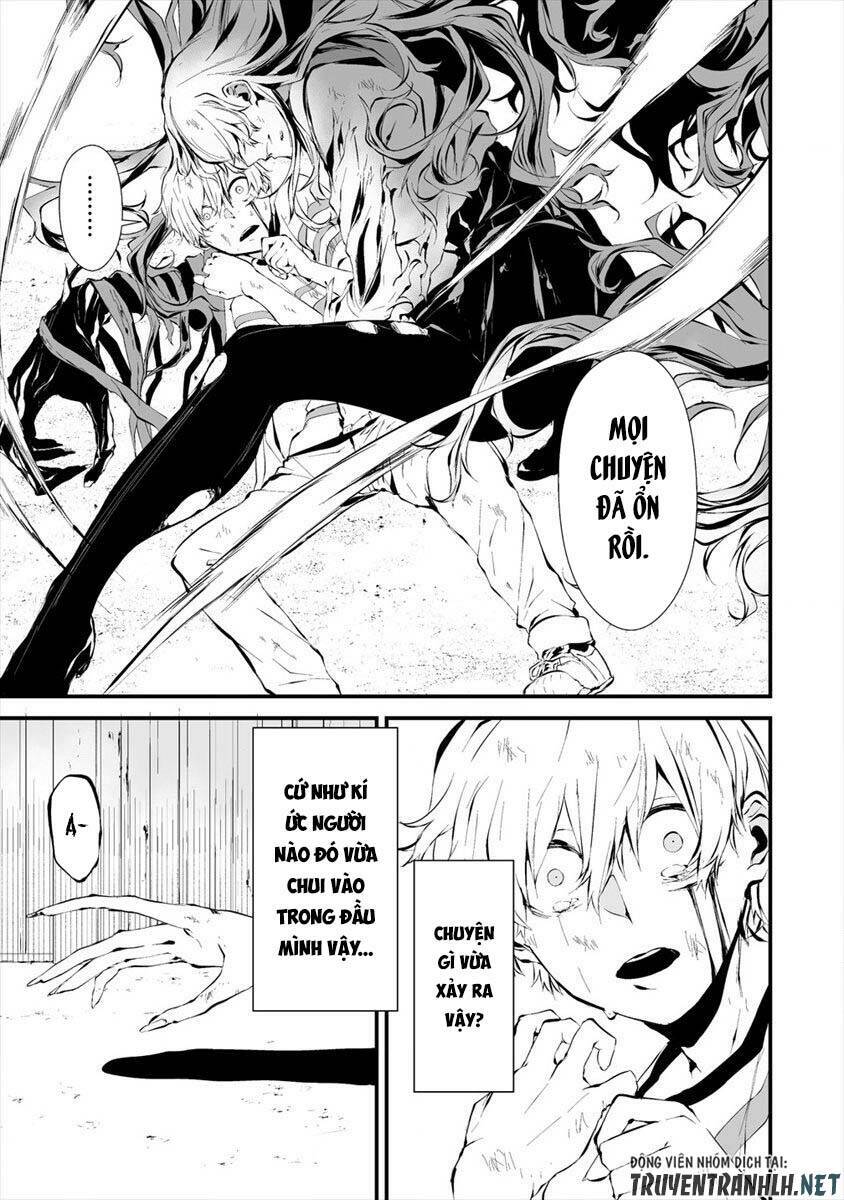 MỌI
CHUYỆN
ĐÃ ỔN
RỒI.
........
CHUYỆN
GÌ VỪA
XẢY RA
VẬY?
CỨ NHƯ KÍ
ỨC NGƯỜI
NÀO ĐÓ VỪA
CHUI VÀO
TRONG ĐẦU
MÌNH VẬY...
A-
ĐỘNG VIÊN NHÓM DỊCH TẠI:
TRUYENTRANHLH.NET